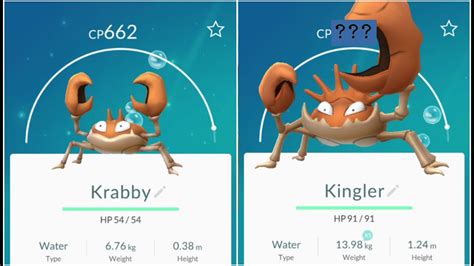 CP662
Krabby
HP 54 / 54
Water 6.76 kg 0.38 m
Type Weight Height
CP???
Kingler
HP 91 / 91
XS
Water 13.98 kg 1.24 m
Type Weight Height